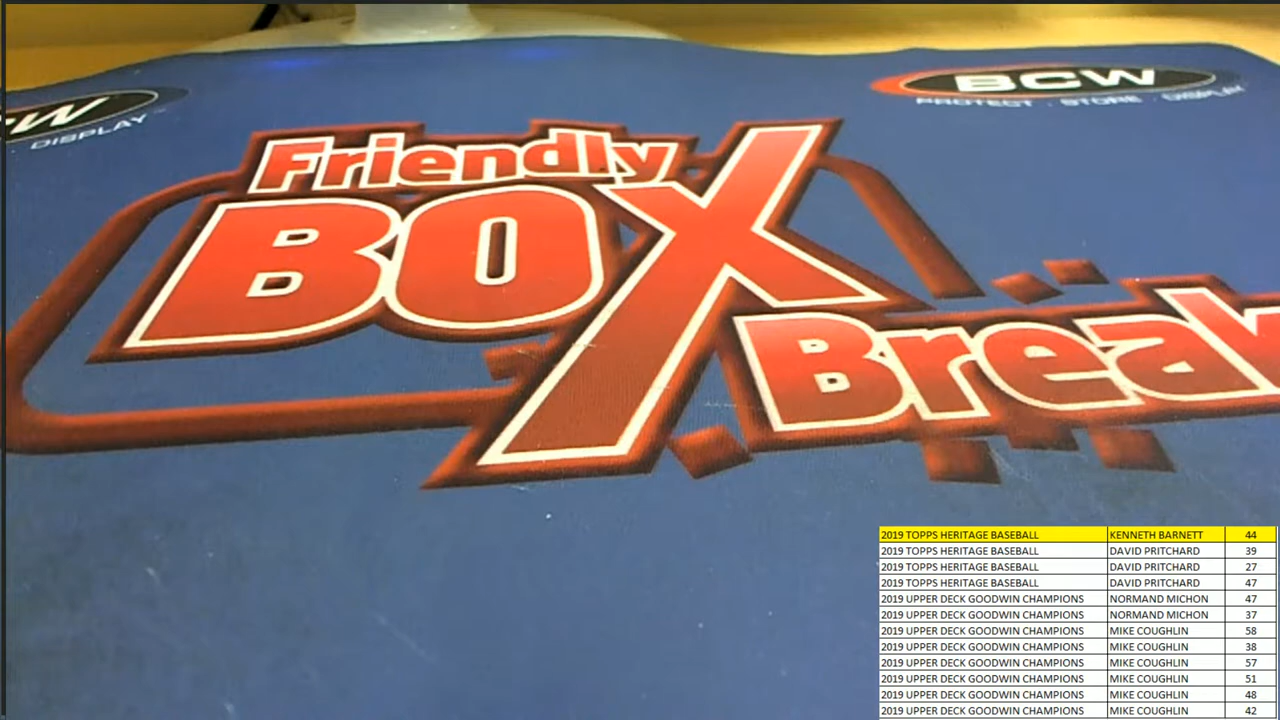 BCW
PROTECT · STORE · DISPLAY
CW
DISPLAY
Friendly
BOX
Break
2019 TOPPS HERITAGE BASEBALL KENNETH BARNETT 44
2019 TOPPS HERITAGE BASEBALL DAVID PRITCHARD 39
2019 TOPPS HERITAGE BASEBALL DAVID PRITCHARD 27
2019 TOPPS HERITAGE BASEBALL DAVID PRITCHARD 47
2019 UPPER DECK GOODWIN CHAMPIONS NORMAND MICHON 47
2019 UPPER DECK GOODWIN CHAMPIONS NORMAND MICHON 37
2019 UPPER DECK GOODWIN CHAMPIONS MIKE COUGHLIN 58
2019 UPPER DECK GOODWIN CHAMPIONS MIKE COUGHLIN 38
2019 UPPER DECK GOODWIN CHAMPIONS MIKE COUGHLIN 57
2019 UPPER DECK GOODWIN CHAMPIONS MIKE COUGHLIN 51
2019 UPPER DECK GOODWIN CHAMPIONS MIKE COUGHLIN 48
2019 UPPER DECK GOODWIN CHAMPIONS MIKE COUGHLIN 42